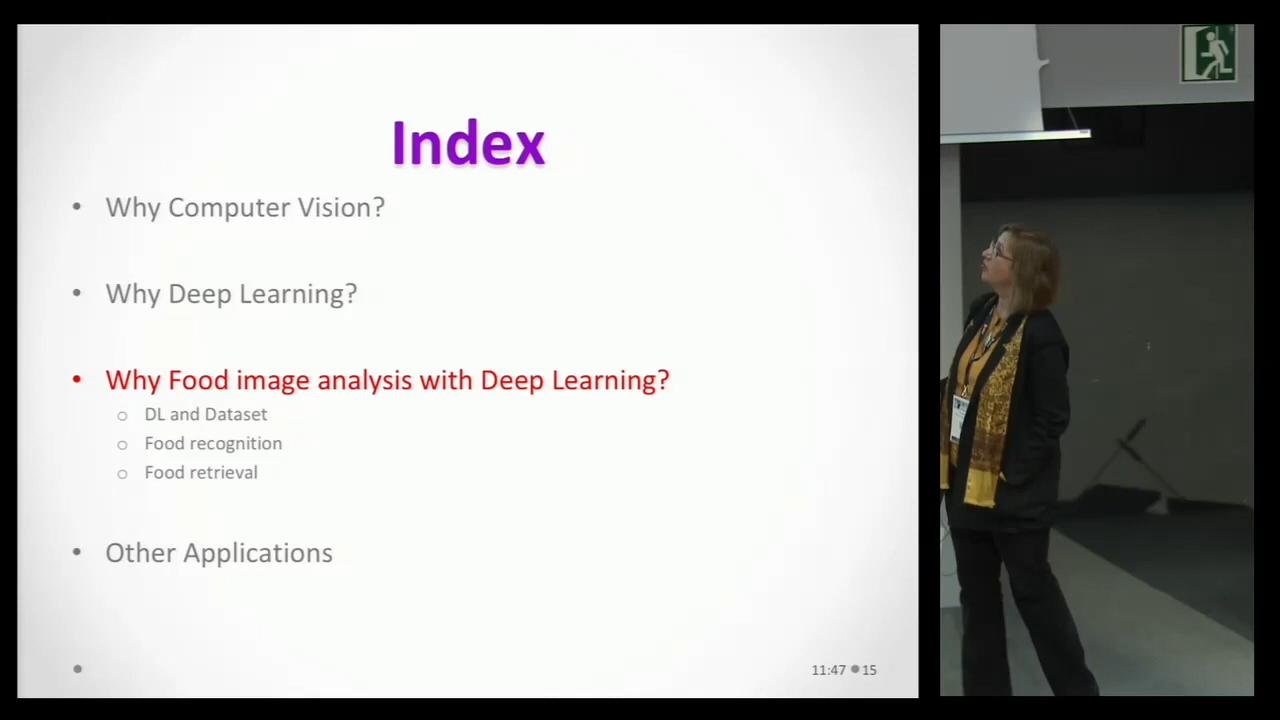 Index
• Why Computer Vision?
• Why Deep Learning?
• Why Food image analysis with Deep Learning?
o DL and Dataset
o Food recognition
o Food retrieval
• Other Applications
11:47 15